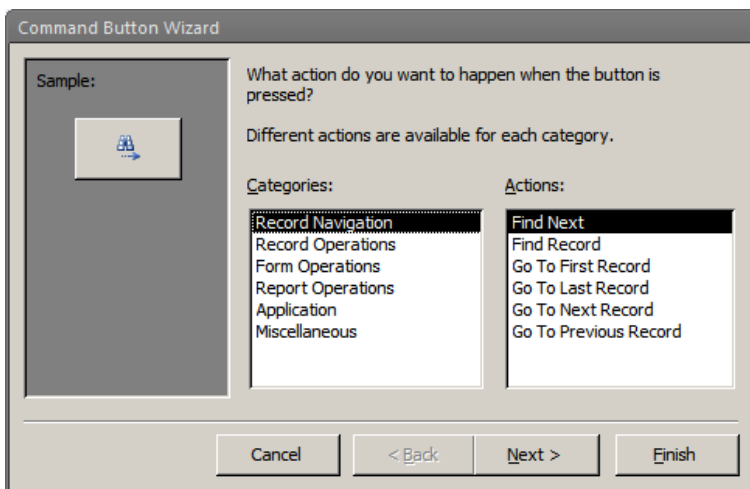 Command Button Wizard
Sample:
What action do you want to happen when the button is
pressed?
Different actions are available for each category.
Categories:
Record Navigation
Record Operations
Form Operations
Report Operations
Application
Miscellaneous
Actions:
Find Next
Find Record
Go To First Record
Go To Last Record
Go To Next Record
Go To Previous Record
Cancel
< Back
Next >
Finish